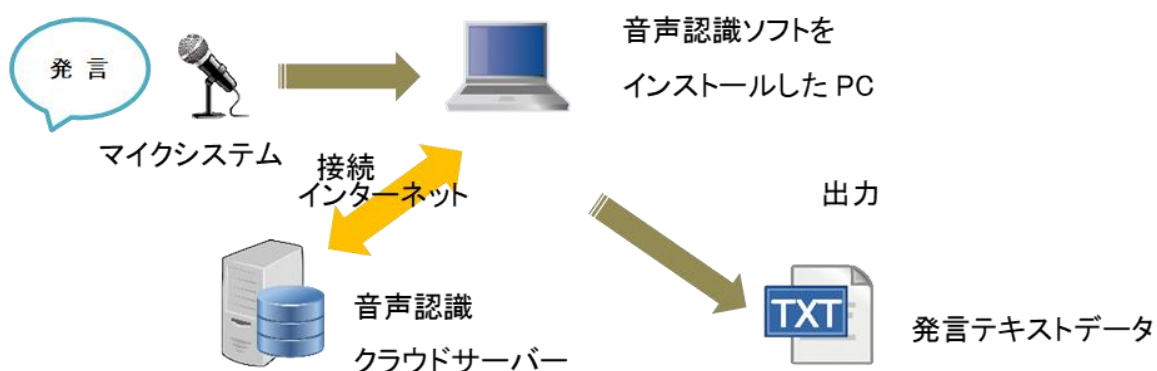 発 言
マイクシステム
音声認識ソフトを
インストールした PC
接続
インターネット
出力
音声認識
クラウドサーバー
TXT
発言テキストデータ